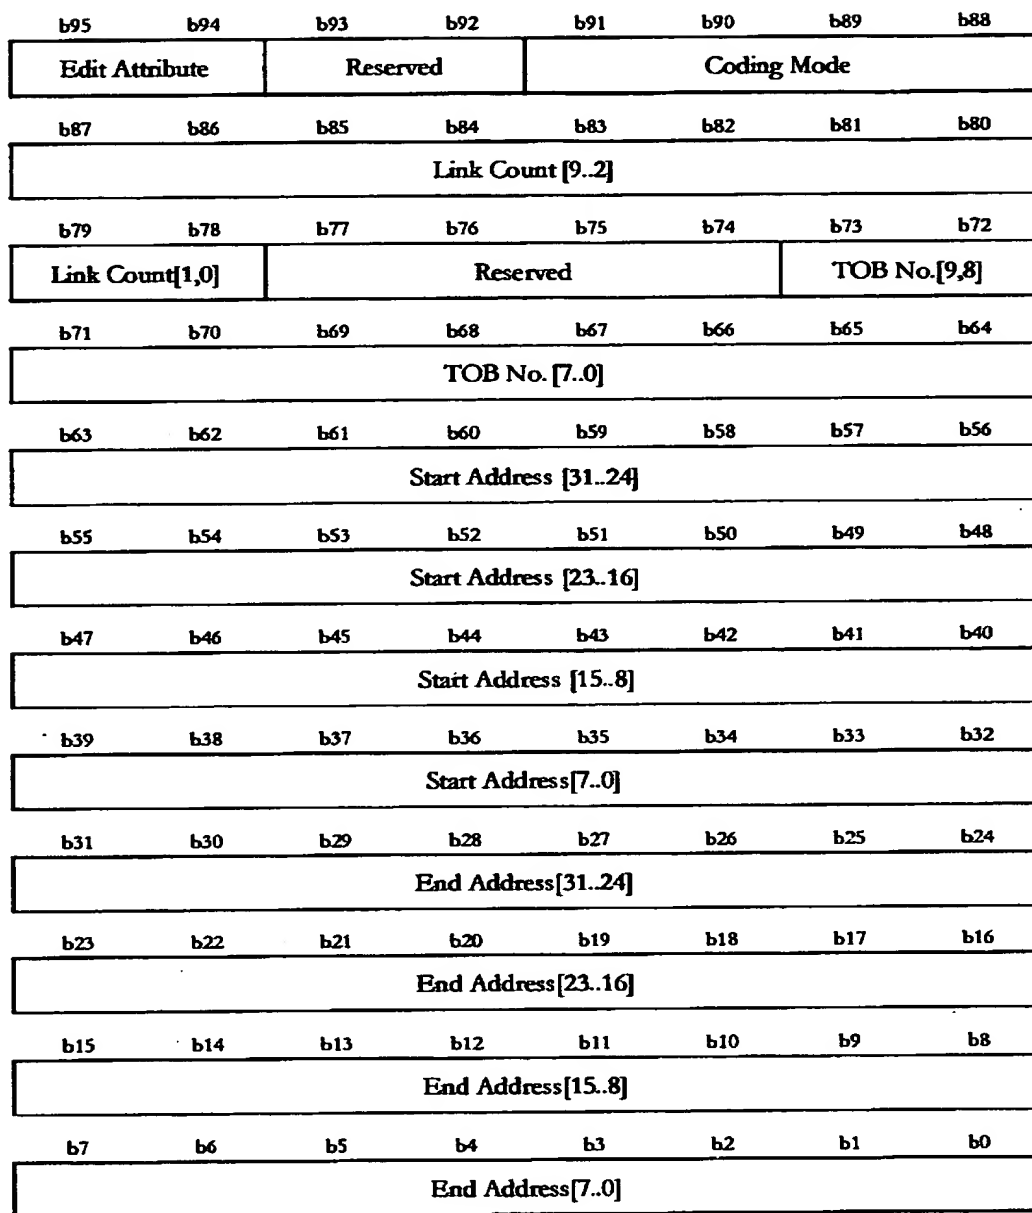 b95 b94 b93 b92 b91 b90 b89 b88
Edit Attribute Reserved Coding Mode
b87 b86 b85 b84 b83 b82 b81 b80
Link Count [9..2]
b79 b78 b77 b76 b75 b74 b73 b72
Link Count[1,0] Reserved TOB No.[9,8]
b71 b70 b69 b68 b67 b66 b65 b64
TOB No. [7..0]
b63 b62 b61 b60 b59 b58 b57 b56
Start Address [31..24]
b55 b54 b53 b52 b51 b50 b49 b48
Start Address [23..16]
b47 b46 b45 b44 b43 b42 b41 b40
Start Address [15..8]
b39 b38 b37 b36 b35 b34 b33 b32
Start Address[7..0]
b31 b30 b29 b28 b27 b26 b25 b24
End Address[31..24]
b23 b22 b21 b20 b19 b18 b17 b16
End Address[23..16]
b15 b14 b13 b12 b11 b10 b9 b8
End Address[15..8]
b7 b6 b5 b4 b3 b2 b1 b0
End Address[7..0]